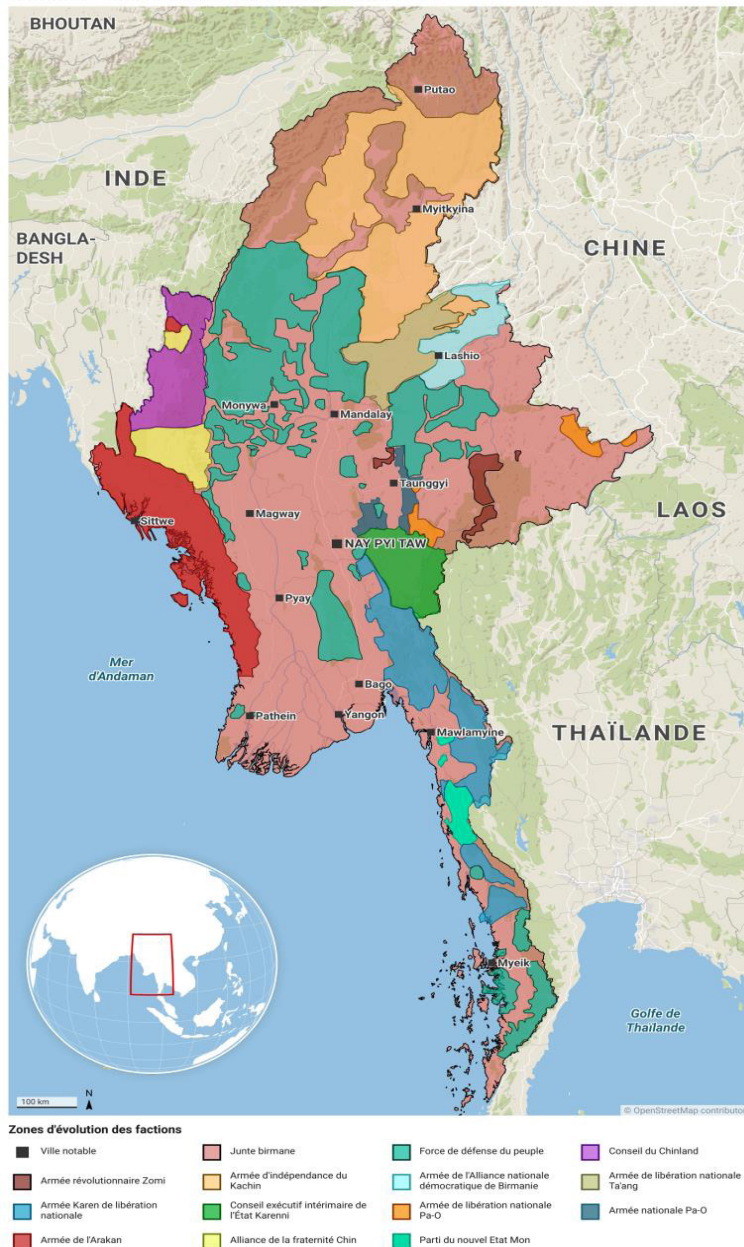 BHOUTAN
Putao
INDE
Myitkyina
BANGLA-
DESH
CHINE
Lashio
Monywa
Mandalay
Taunggyi
LAOS
Sittwe
Magway
NAY PYI TAW
Pyay
Mer
d'Andaman
Bago
Pathein
Yangon
Mawlamyine
THAÏLANDE
Myeik
Golfe de
Thaïlande
100 km
N
© OpenStreetMap contributor
Zones d'évolution des factions
Ville notable
Junte birmane
Force de défense du peuple
Conseil du Chinland
Armée révolutionnaire Zomi
Armée d'indépendance du
Kachin
Armée de l'Alliance nationale
démocratique de Birmanie
Armée de libération nationale
Ta'ang
Armée Karen de libération
nationale
Conseil exécutif intérimaire de
l'État Karenni
Armée de libération nationale
Pa-O
Armée nationale Pa-O
Armée de l'Arakan
Alliance de la fraternité Chin
Parti du nouvel Etat Mon